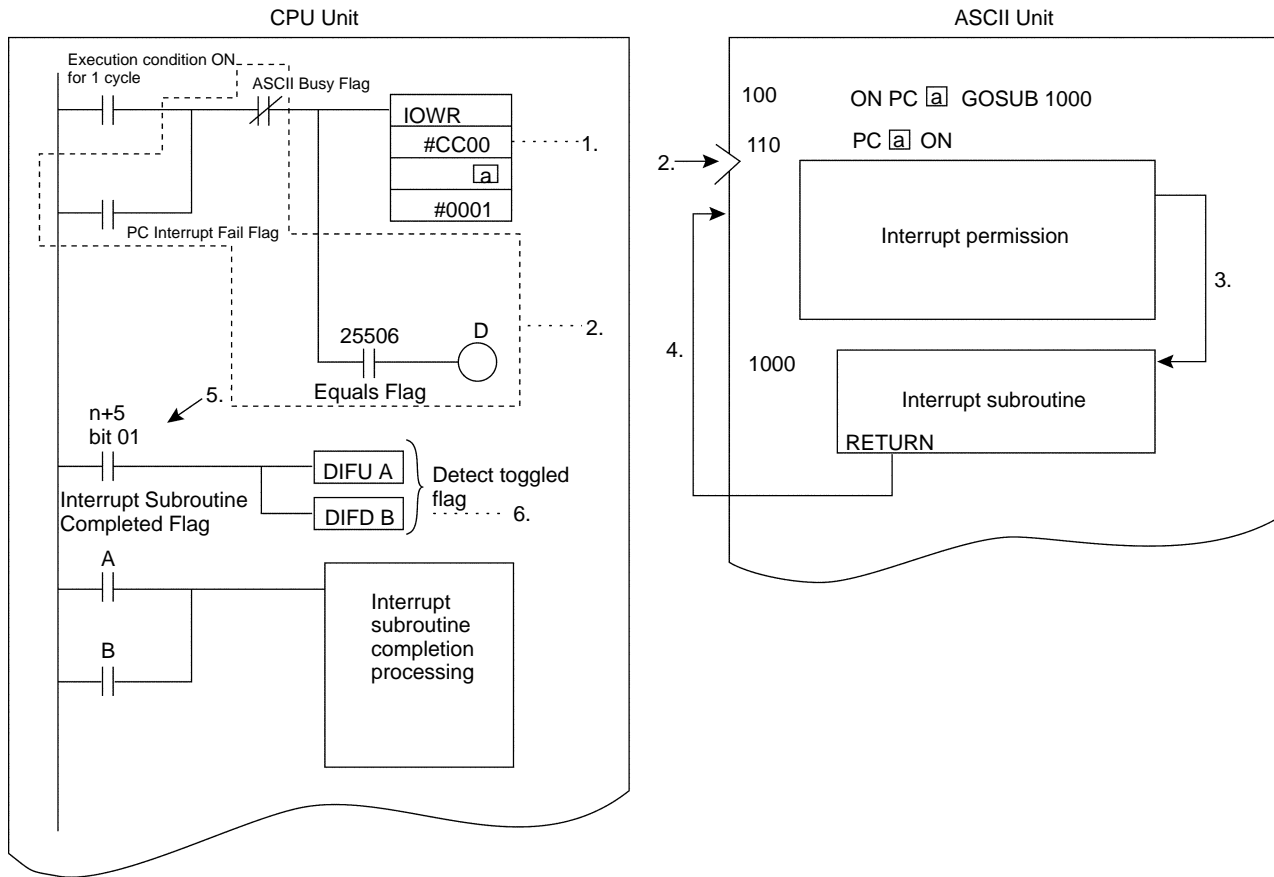 CPU Unit
Execution condition ON
for 1 cycle
ASCII Busy Flag
IOWR
#CC00
1.
a
#0001
PC Interrupt Fail Flag
25506
D
2.
Equals Flag
5.
n+5
bit 01
DIFU A
DIFD B
Detect toggled
flag
6.
Interrupt Subroutine
Completed Flag
A
B
Interrupt
subroutine
completion
processing
ASCII Unit
100 ON PC a GOSUB 1000
2.
110 PC a ON
Interrupt permission
3.
4.
1000
Interrupt subroutine
RETURN